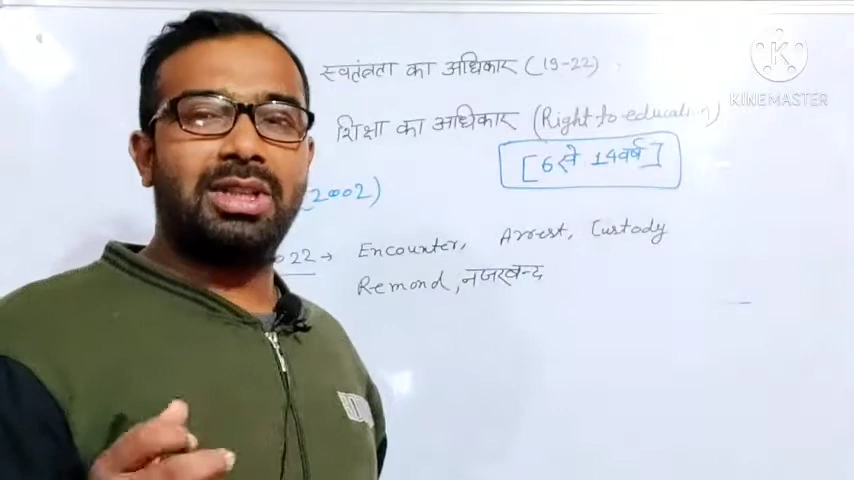 स्वतंत्रता का अधिकार (19-22)
शिक्षा का अधिकार (Right to education)
[6 से 14 वर्ष]
(2002)
22 → Encounter, Arrest, Custody
Remond, नजरबन्द
KINEMASTER